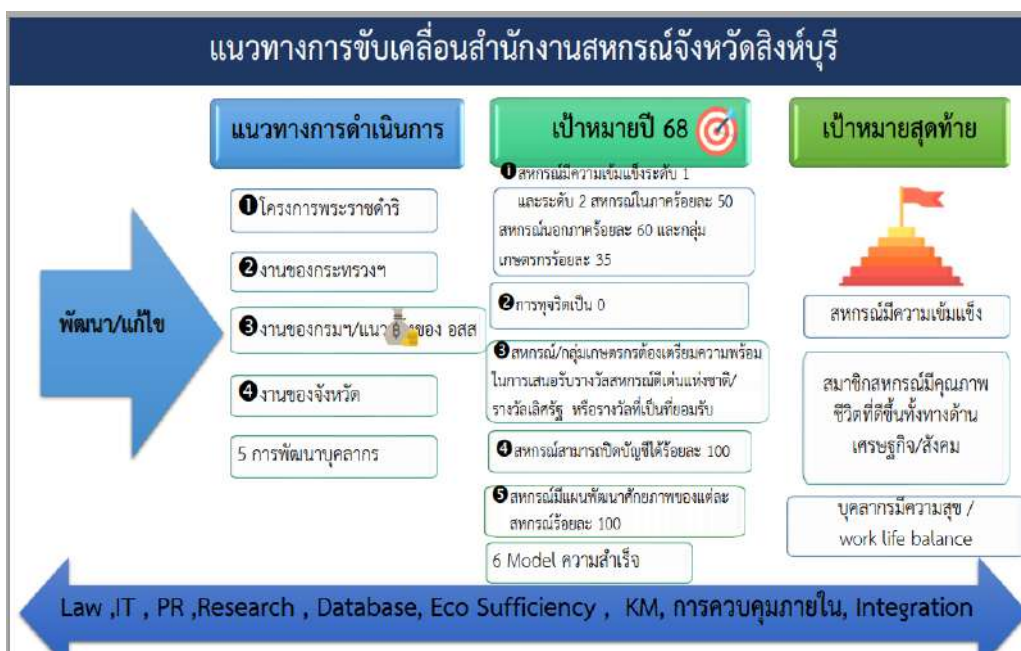 แนวทางการขับเคลื่อนสำนักงานสหกรณ์จังหวัดสิงห์บุรี
แนวทางการดำเนินการ
เป้าหมายปี 68
เป้าหมายสุดท้าย
พัฒนา/แก้ไข
❶โครงการพระราชดำริ
❷งานของกระทรวงฯ
❸งานของกรมฯ/แนว ของ อสส
❹งานของจังหวัด
5 การพัฒนาบุคลากร
❶สหกรณ์มีความเข้มแข็งระดับ 1
และระดับ 2 สหกรณ์ในภาคร้อยละ 50
สหกรณ์นอกภาคร้อยละ 60 และกลุ่ม
เกษตรกรร้อยละ 35
❷การทุจริตเป็น 0
❸สหกรณ์/กลุ่มเกษตรกรต้องเตรียมความพร้อม
ในการเสนอรับรางวัลสหกรณ์ดีเด่นแห่งชาติ/
รางวัลเลิศรัฐ หรือรางวัลที่เป็นที่ยอมรับ
❹สหกรณ์สามารถปิดบัญชีได้ร้อยละ 100
❺สหกรณ์มีแผนพัฒนาศักยภาพของแต่ละ
สหกรณ์ร้อยละ 100
6 Model ความสำเร็จ
สหกรณ์มีความเข้มแข็ง
สมาชิกสหกรณ์มีคุณภาพ
ชีวิตที่ดีขึ้นทั้งทางด้าน
เศรษฐกิจ/สังคม
บุคลากรมีความสุข /
work life balance
Law ,IT , PR ,Research , Database, Eco Sufficiency , KM, การควบคุมภายใน, Integration